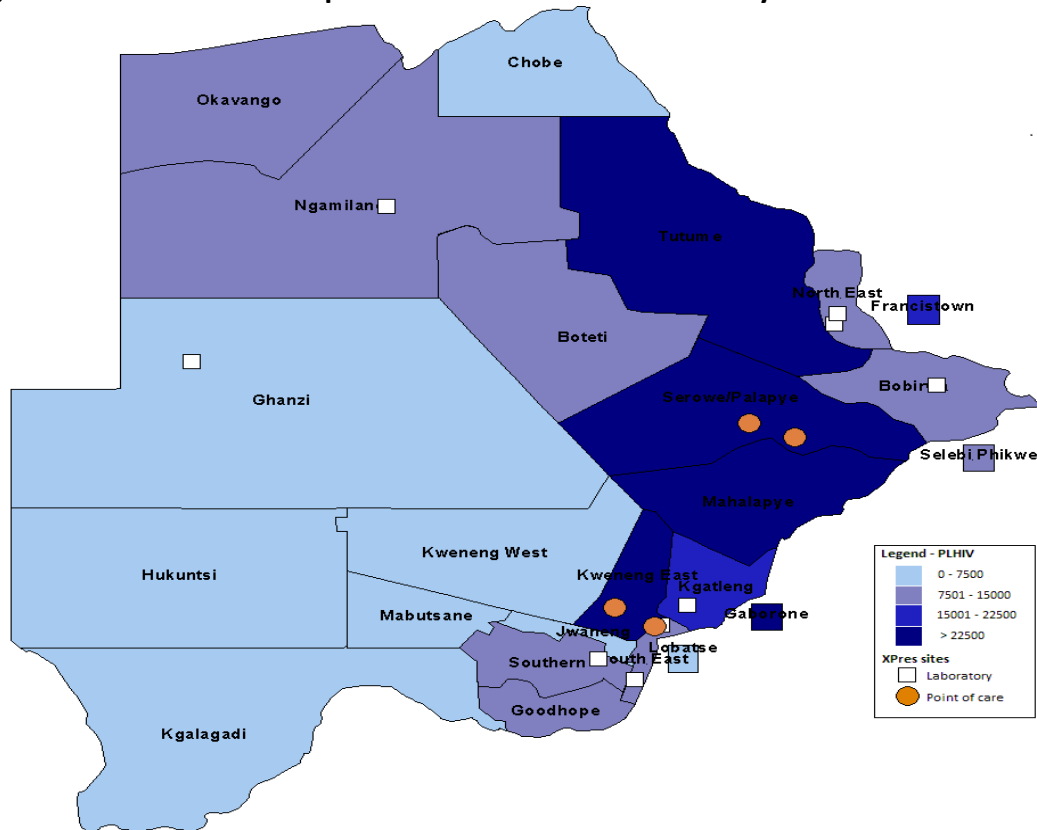 Chobe
Okavango
Ngamiland
Tutume
North East
Francistown
Boteti
Bobirwa
Ghanzi
Serowe/Palapye
Selebi Phikwe
Mahalapye
Kweneng West
Hukuntsi
Kweneng East
Kgatleng
Mabutsane
Gaborone
Jwaneng
Lobatse
Southern
South East
Goodhope
Kgalagadi
Legend - PLHIV
0 - 7500
7501 - 15000
15001 - 22500
> 22500
XPres sites
Laboratory
Point of care